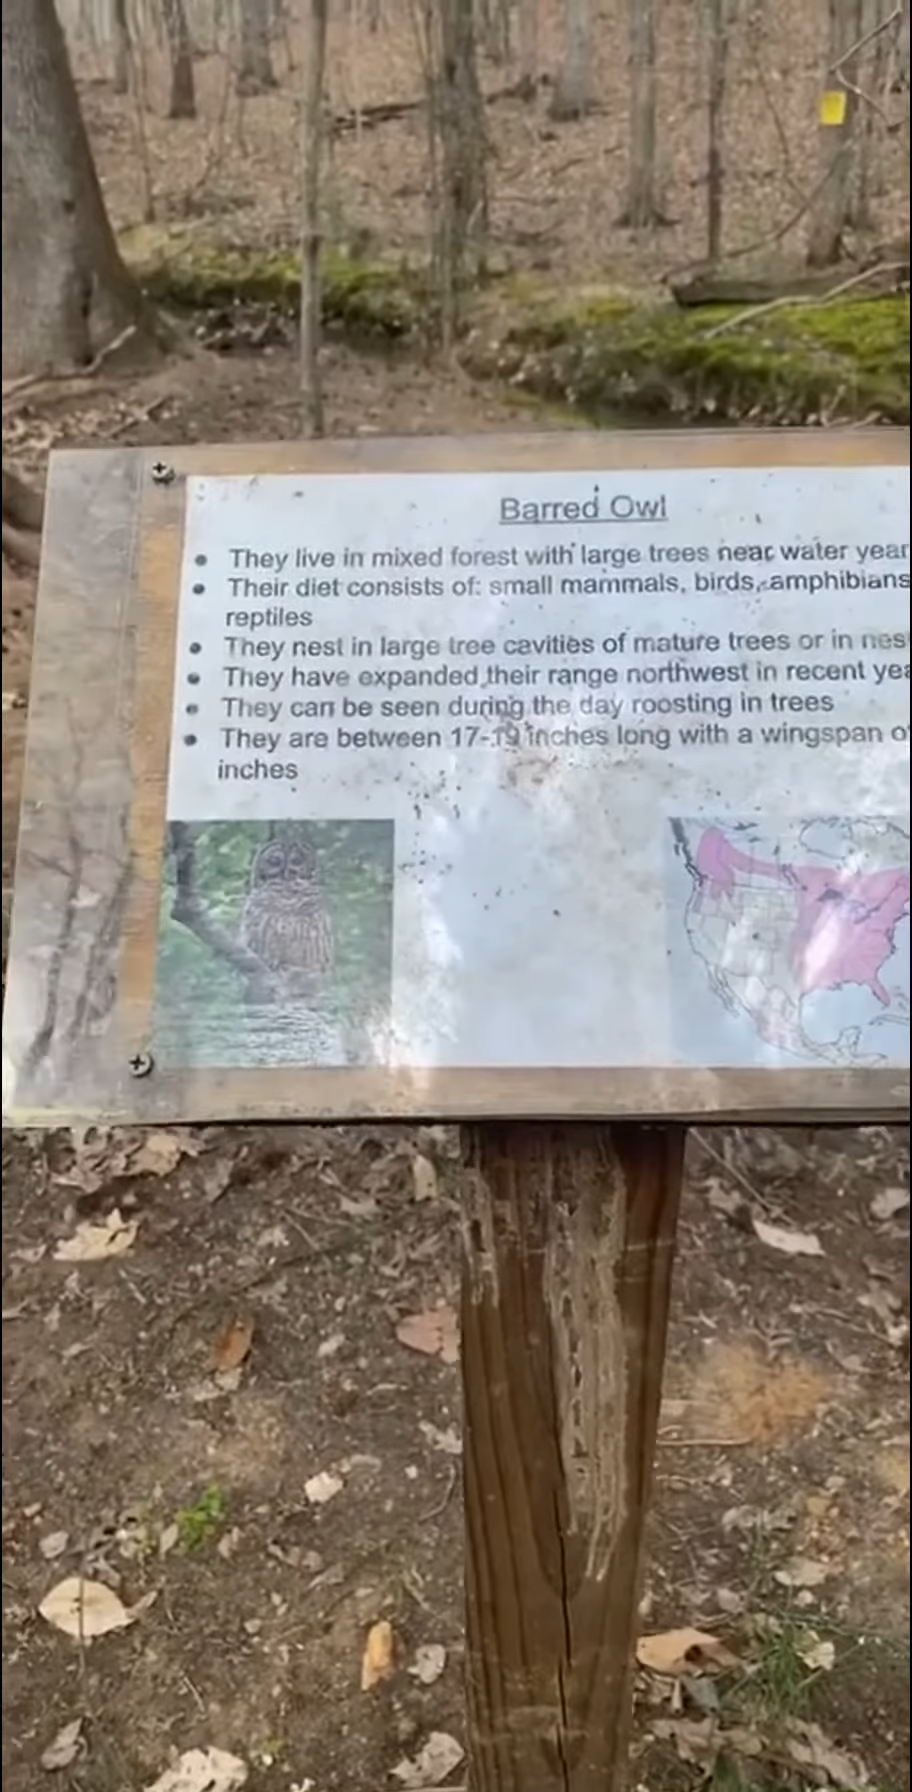 Barred Owl
• They live in mixed forest with large trees near water year
• Their diet consists of: small mammals, birds, amphibians
reptiles
• They nest in large tree cavities of mature trees or in nes
• They have expanded their range northwest in recent yea
• They can be seen during the day roosting in trees
• They are between 17-19 inches long with a wingspan o
inches